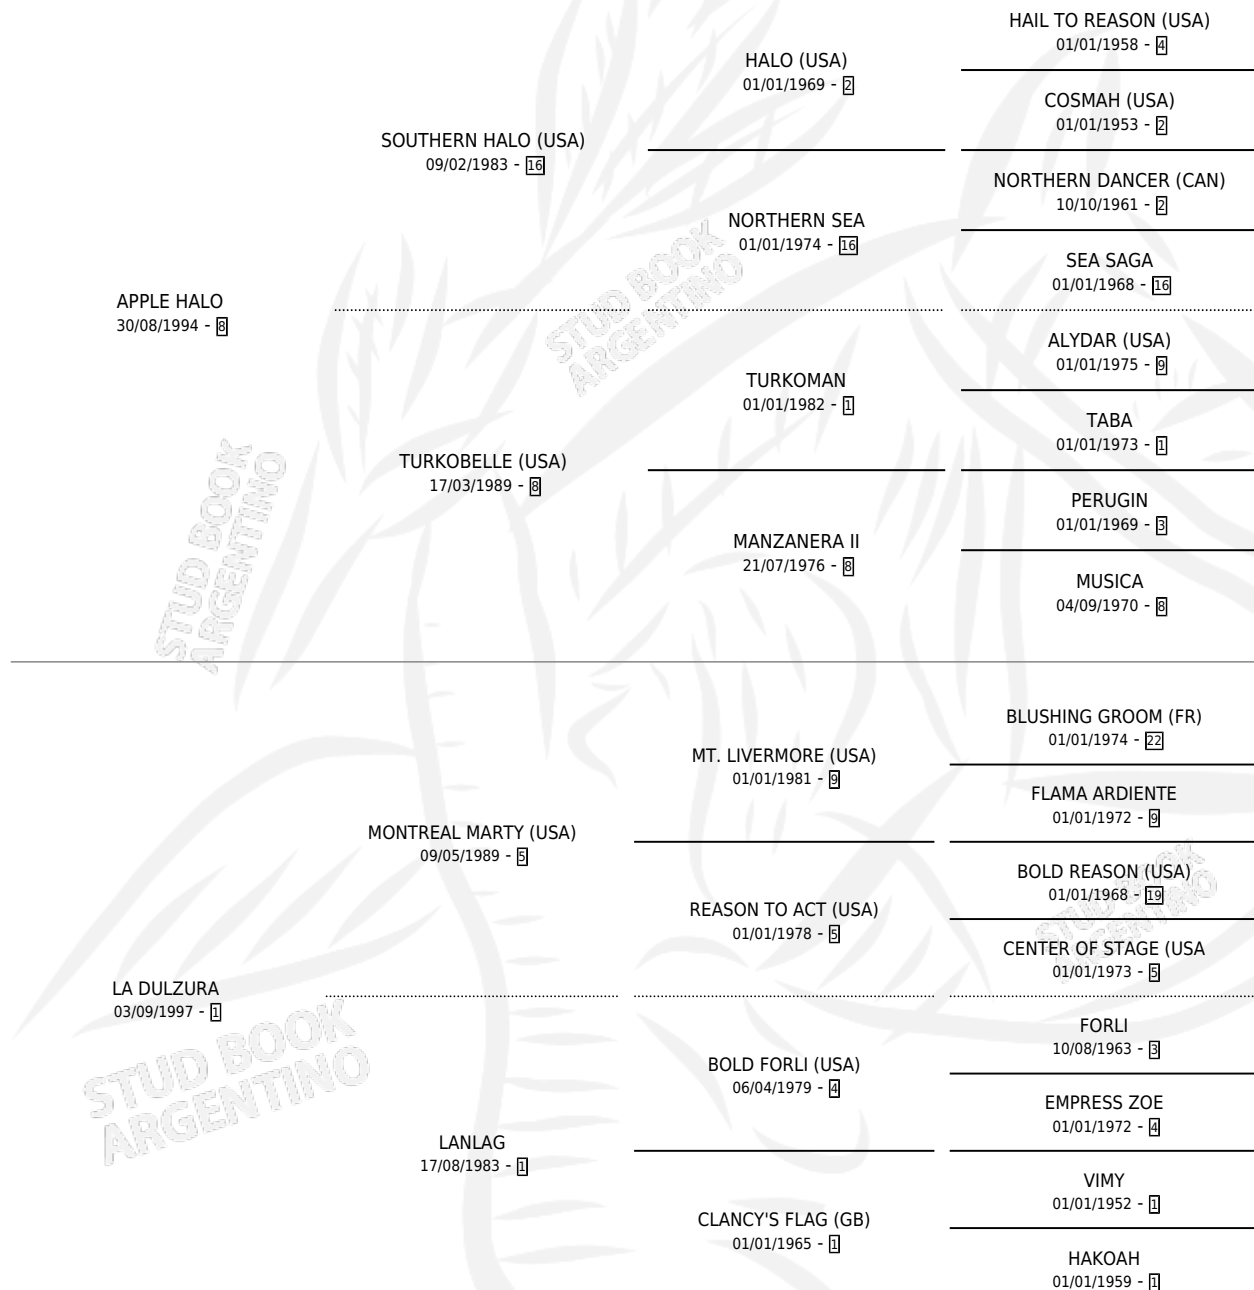 HAIL TO REASON (USA)
01/01/1958 - 4
HALO (USA)
01/01/1969 - 2
COSMAH (USA)
01/01/1953 - 2
SOUTHERN HALO (USA)
09/02/1983 - 16
NORTHERN DANCER (CAN)
10/10/1961 - 2
NORTHERN SEA
01/01/1974 - 16
SEA SAGA
01/01/1968 - 16
STUD BOOK
ARGENTINO
APPLE HALO
30/08/1994 - 8
ALYDAR (USA)
01/01/1975 - 9
TURKOMAN
01/01/1982 - 1
TABA
01/01/1973 - 1
TURKOBELLE (USA)
17/03/1989 - 8
PERUGIN
01/01/1969 - 3
MANZANERA II
21/07/1976 - 8
MUSICA
04/09/1970 - 8
STUD BOOK
ARGENTINO
BLUSHING GROOM (FR)
01/01/1974 - 22
MT. LIVERMORE (USA)
01/01/1981 - 9
FLAMA ARDIENTE
01/01/1972 - 9
MONTREAL MARTY (USA)
09/05/1989 - 5
BOLD REASON (USA)
01/01/1968 - 19
REASON TO ACT (USA)
01/01/1978 - 5
STUD BOOK
ARGENTINO
CENTER OF STAGE (USA
01/01/1973 - 5
LA DULZURA
03/09/1997 - 1
FORLI
10/08/1963 - 3
BOLD FORLI (USA)
06/04/1979 - 4
EMPRESS ZOE
01/01/1972 - 4
STUD BOOK
ARGENTINO
LANLAG
17/08/1983 - 1
VIMY
01/01/1952 - 1
CLANCY'S FLAG (GB)
01/01/1965 - 1
HAKOAH
01/01/1959 - 1